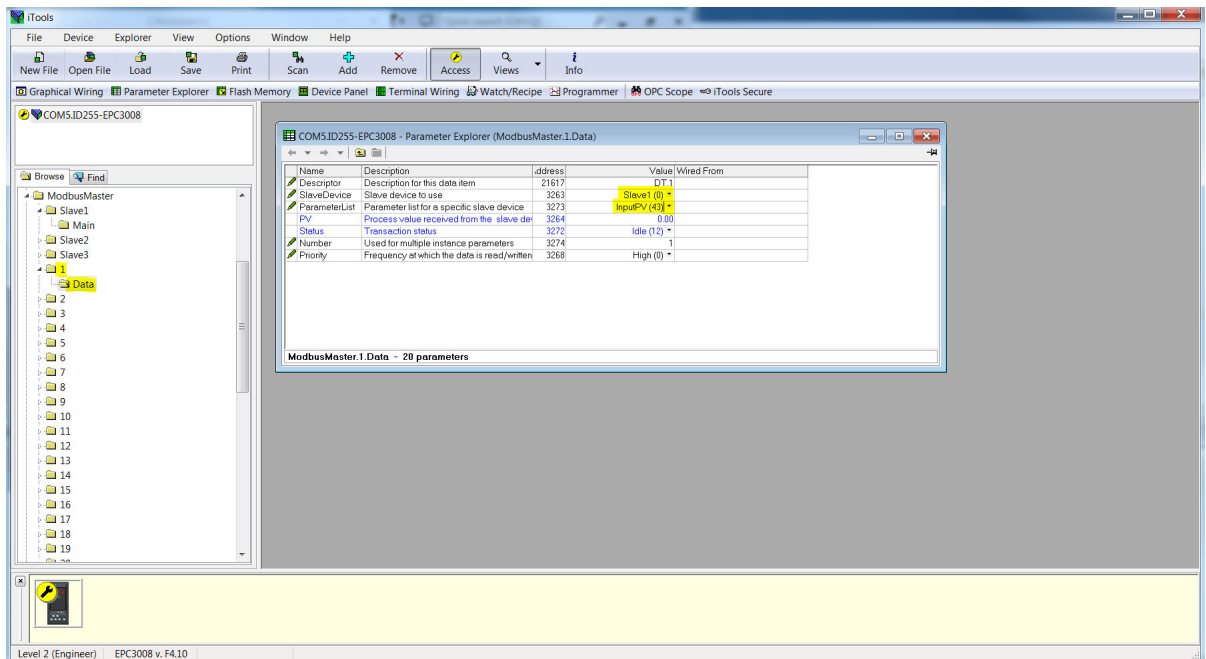 iTools
File Device Explorer View Options Window Help
New File Open File Load Save Print Scan Add Remove Access Views Info
Graphical Wiring Parameter Explorer Flash Memory Device Panel Terminal Wiring Watch/Recipe Programmer OPC Scope iTools Secure
COM5.ID255-EPC3008
COM5.ID255-EPC3008 - Parameter Explorer (ModbusMaster.1.Data)
Browse Find
Name Description ddress Value Wired From
Descriptor Description for this data item 21617 DT.1
SlaveDevice Slave device to use 3263 Slave1 (0)
ParameterList Parameter list for a specific slave device 3273 InputPV (43)
PV Process value received from the slave de 3264 0.00
Status Transaction status 3272 Idle (12)
Number Used for multiple instance parameters 3274 1
Priority Frequency at which the data is read/written 3268 High (0)
ModbusMaster.1.Data - 20 parameters
ModbusMaster
Slave1
Main
Slave2
Slave3
1
Data
2
3
4
5
6
7
8
9
10
11
12
13
14
15
16
17
18
19
Level 2 (Engineer) EPC3008 v. F4.10